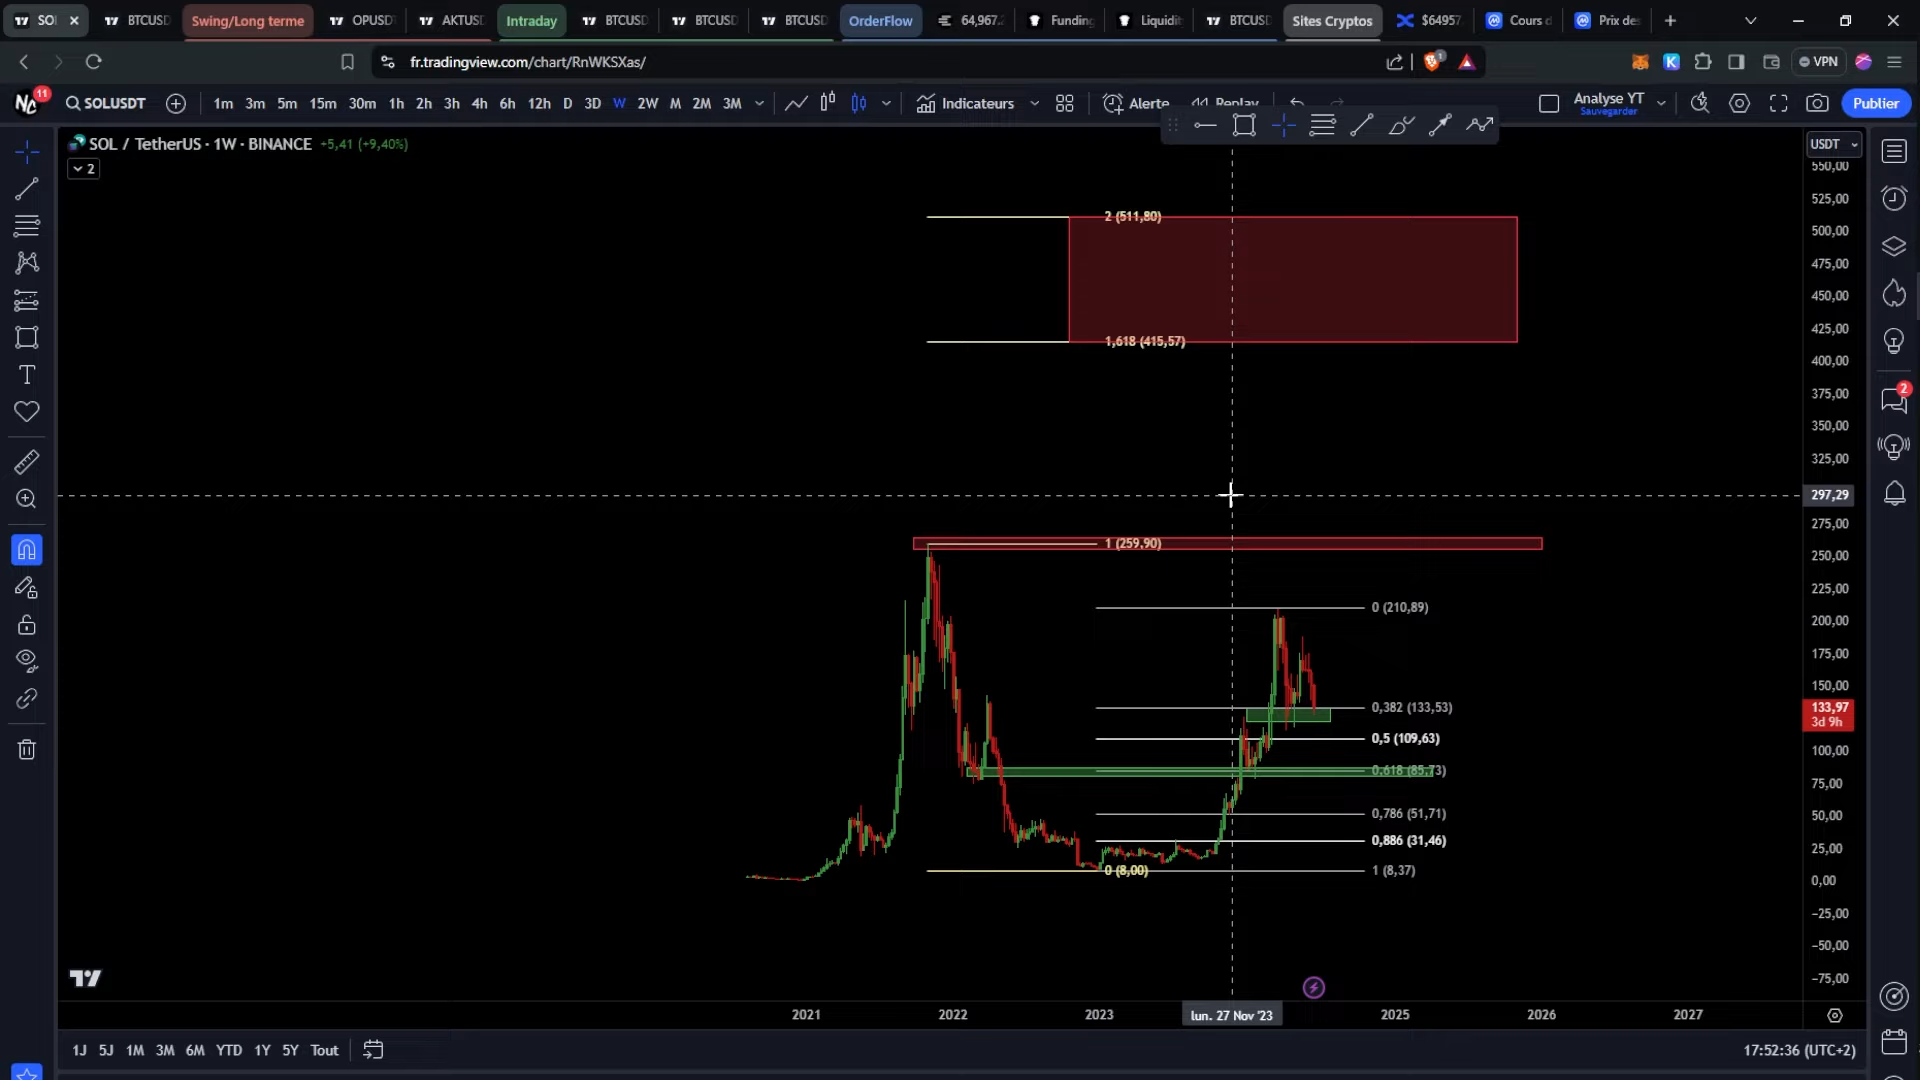 SOL
BTCUSD
Swing/Long terme
OPUSDT
AKTUSD
Intraday
BTCUSD
BTCUSD
BTCUSD
OrderFlow
64,967.
Funding
Liquidit
BTCUSD
Sites Cryptos
$64957
Cours d
Prix des
fr.tradingview.com/chart/RnWKSXas/
1
VPN
11
SOLUSDT
1m 3m 5m 15m 30m 1h 2h 3h 4h 6h 12h D 3D W 2W M 2M 3M
Indicateurs
Alerte
Replay
Analyse YT
Sauvegarder
Publier
SOL / TetherUS · 1W · BINANCE +5,41 (+9,40%)
2
USDT
550,00
525,00
2 (511,80)
500,00
475,00
450,00
425,00
1,618 (415,57)
400,00
375,00
2
350,00
325,00
297,29
275,00
1 (259,90)
250,00
225,00
0 (210,89)
200,00
175,00
150,00
0,382 (133,53)
133,97
3d 9h
0,5 (109,63)
100,00
0,618 (85,73)
75,00
0,786 (51,71)
50,00
0,886 (31,46)
25,00
0 (8,00)
1 (8,37)
0,00
−25,00
−50,00
−75,00
2021
2022
2023
lun. 27 Nov '23
2025
2026
2027
1J 5J 1M 3M 6M YTD 1Y 5Y Tout
17:52:36 (UTC+2)